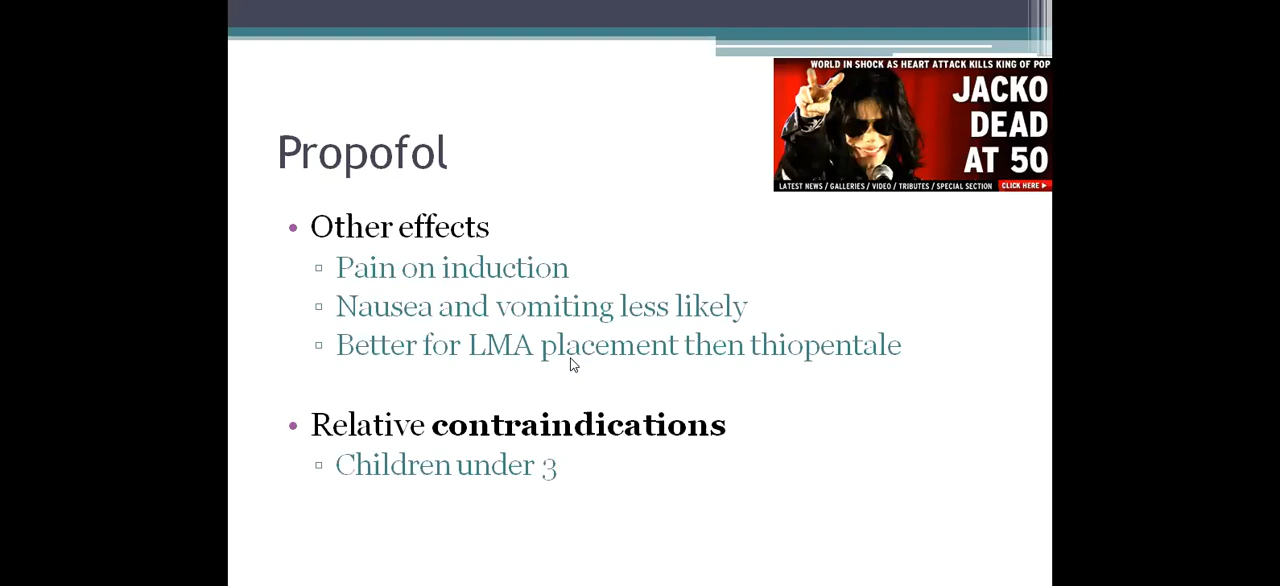 WORLD IN SHOCK AS HEART ATTACK KILLS KING OF POP
JACKO
DEAD
AT 50
LATEST NEWS / GALLERIES / VIDEO / TRIBUTES / SPECIAL SECTION CLICK HERE
Propofol
Other effects
Pain on induction
Nausea and vomiting less likely
Better for LMA placement then thiopentale
Relative contraindications
Children under 3